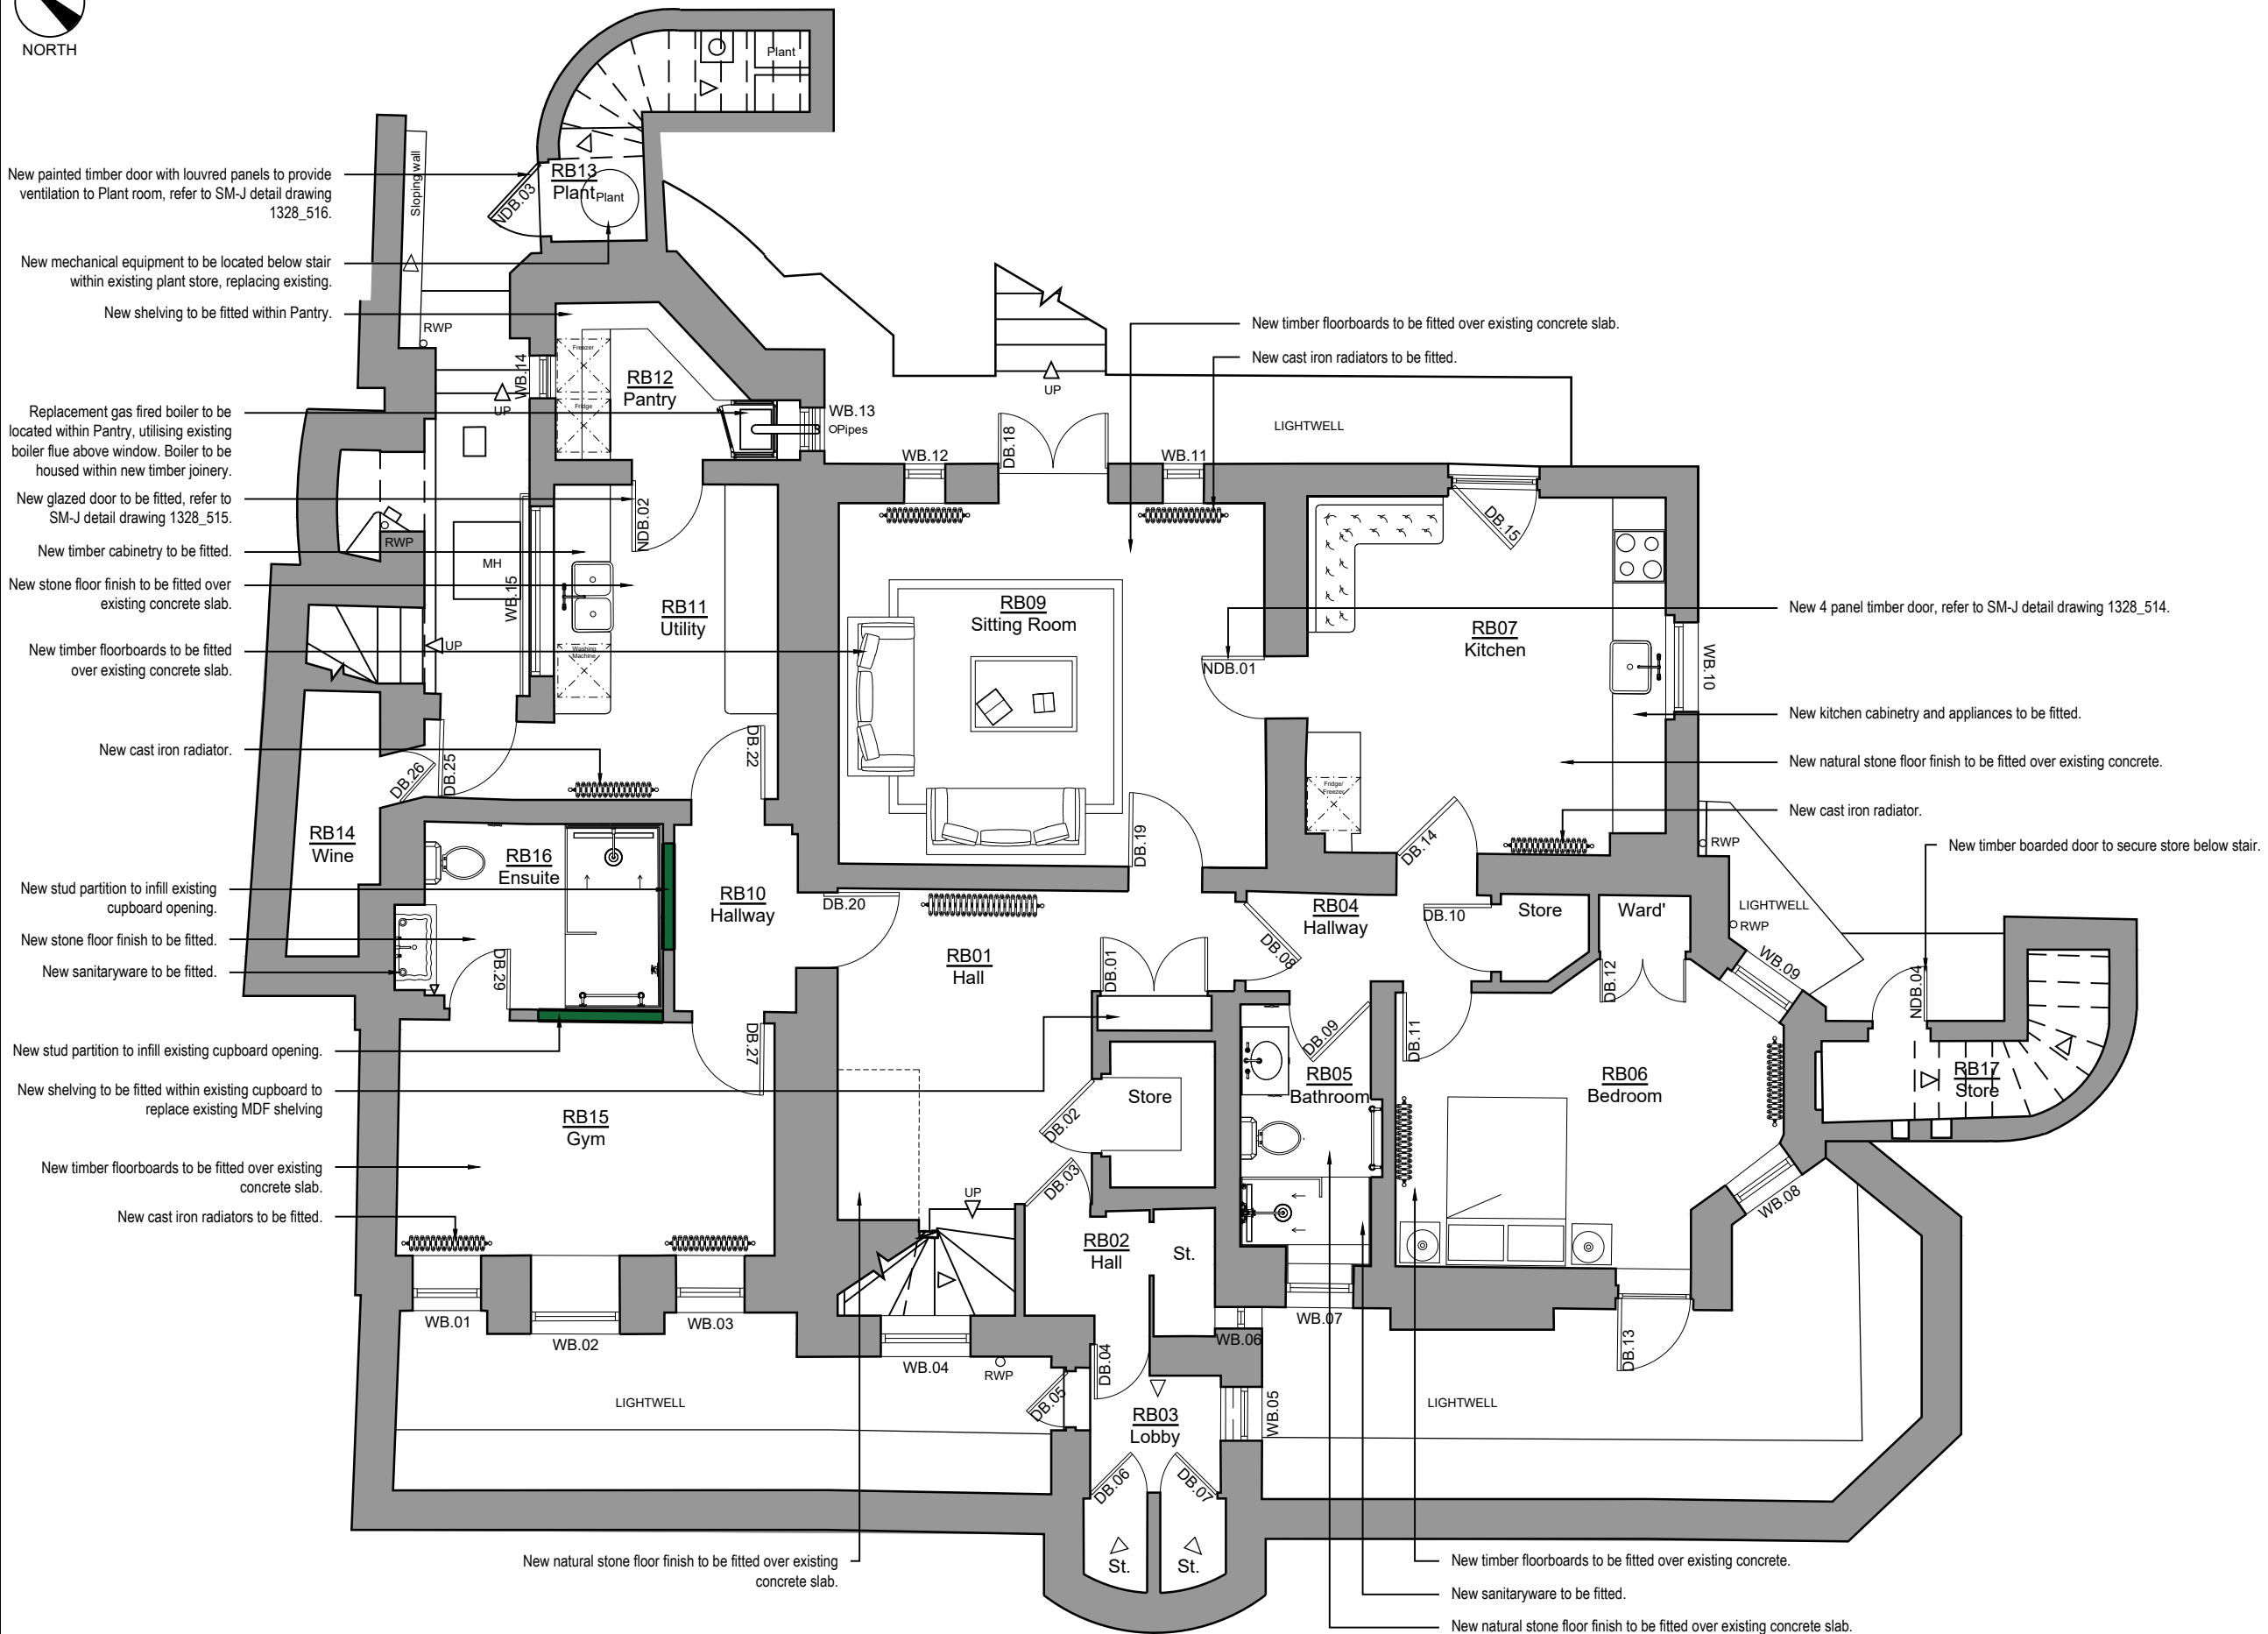 NORTH
Plant
Sloping wall
New painted timber door with louvred panels to provide
ventilation to Plant room, refer to SM-J detail drawing
1328_516.
RB13
Plant
Plant
NDB.03
New mechanical equipment to be located below stair
within existing plant store, replacing existing.
New shelving to be fitted within Pantry.
RWP
New timber floorboards to be fitted over existing concrete slab.
New cast iron radiators to be fitted.
WB.14
UP
Freezer
Fridge
RB12
Pantry
UP
Replacement gas fired boiler to be
located within Pantry, utilising existing
boiler flue above window. Boiler to be
housed within new timber joinery.
WB.13
Pipes
LIGHTWELL
DB.18
WB.12
WB.11
New glazed door to be fitted, refer to
SM-J detail drawing 1328_515.
NDB.02
DB.15
RWP
New timber cabinetry to be fitted.
MH
WB.15
New stone floor finish to be fitted over
existing concrete slab.
RB11
Utility
RB09
Sitting Room
New 4 panel timber door, refer to SM-J detail drawing 1328_514.
RB07
Kitchen
UP
Washing
Machine
New timber floorboards to be fitted
over existing concrete slab.
NDB.01
WB.10
New kitchen cabinetry and appliances to be fitted.
New cast iron radiator.
DB.22
DB.25
DB.26
New natural stone floor finish to be fitted over existing concrete.
Fridge/
Freezer
New cast iron radiator.
RB14
Wine
DB.19
DB.14
RWP
New timber boarded door to secure store below stair.
RB16
Ensuite
New stud partition to infill existing
cupboard opening.
RB10
Hallway
DB.20
RB04
Hallway
DB.10
Store
Ward'
LIGHTWELL
RWP
New stone floor finish to be fitted.
New sanitaryware to be fitted.
DB.29
RB01
Hall
DB.01
DB.08
DB.12
WB.09
NDB.04
New stud partition to infill existing cupboard opening.
DB.27
DB.09
DB.11
New shelving to be fitted within existing cupboard to
replace existing MDF shelving
RB05
Bathroom
RB06
Bedroom
RB17
Store
Store
DB.02
RB15
Gym
New timber floorboards to be fitted over existing
concrete slab.
DB.03
UP
WB.08
New cast iron radiators to be fitted.
RB02
Hall
St.
WB.01
WB.02
WB.03
WB.04
WB.06
WB.07
DB.13
RWP
DB.04
DB.05
LIGHTWELL
RB03
Lobby
WB.05
LIGHTWELL
DB.06
DB.07
St.
St.
New natural stone floor finish to be fitted over existing
concrete slab.
New timber floorboards to be fitted over existing concrete.
New sanitaryware to be fitted.
New natural stone floor finish to be fitted over existing concrete slab.